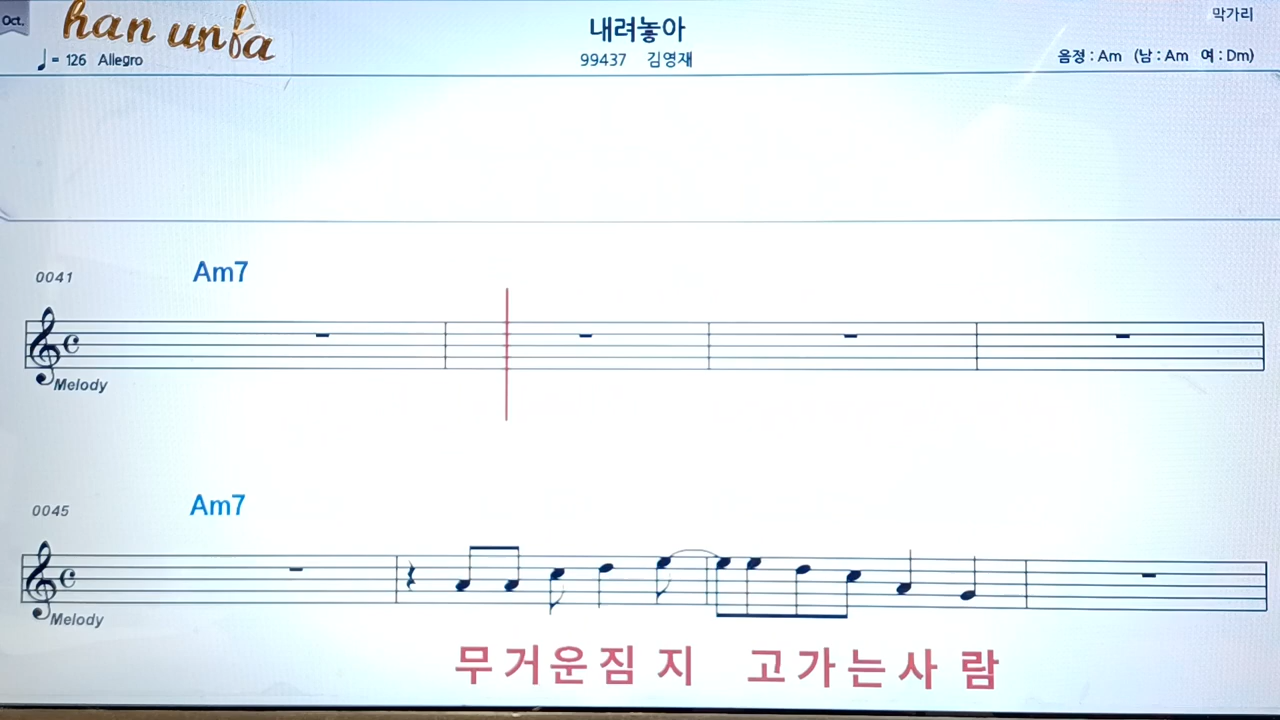 Oct.
han unfa
내려놓아
막가리
♩= 126 Allegro
99437 김영재
음정 : Am (남 : Am 여 : Dm)
0041
Am7
Melody
0045
Am7
Melody
무거운짐 지 고가는사 람